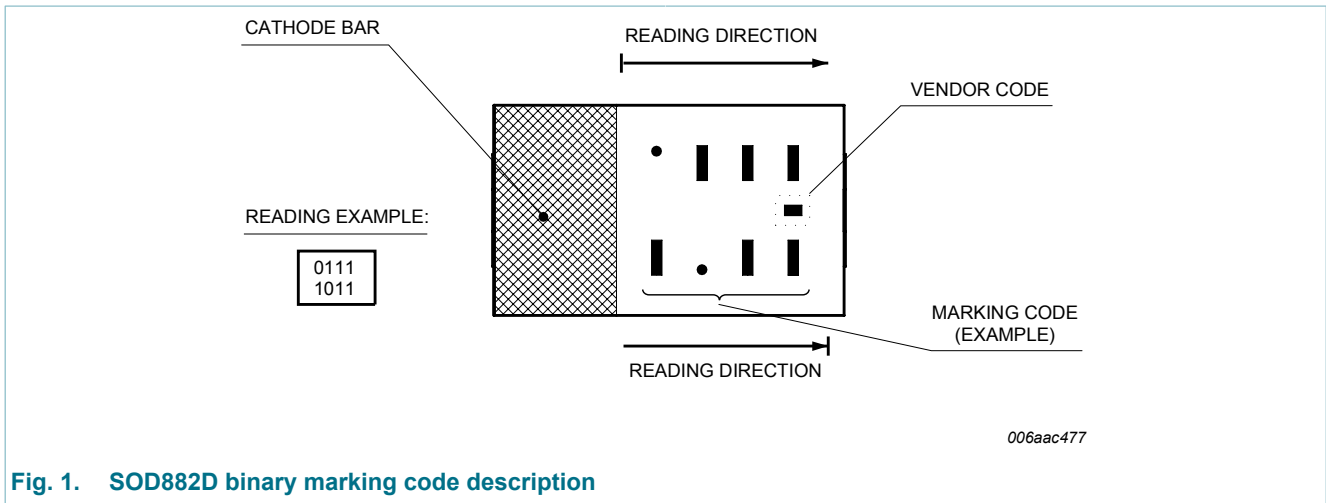 CATHODE BAR
READING DIRECTION
VENDOR CODE
READING EXAMPLE:
0111
1011
MARKING CODE
(EXAMPLE)
READING DIRECTION
006aac477
Fig. 1. SOD882D binary marking code description